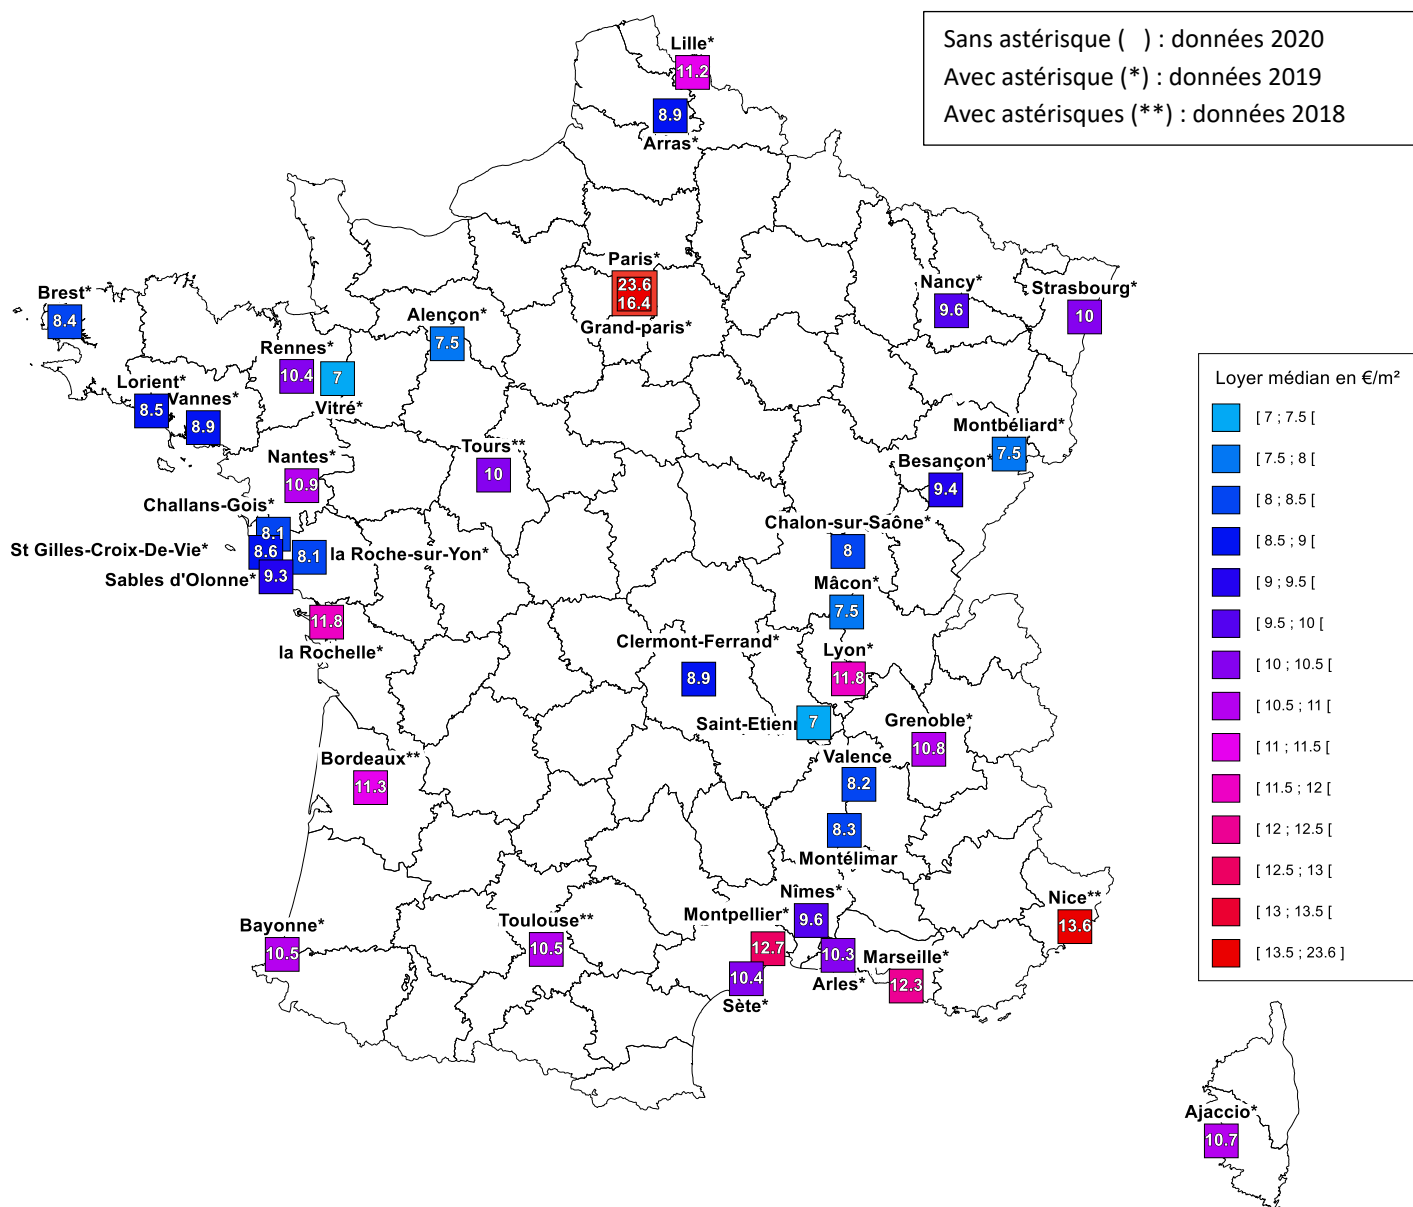 Sans astérisque (   ) : données 2020
Avec astérisque (*) : données 2019
Avec astérisques (**) : données 2018
Lille*
11.2
8.9
Arras*
Paris*
23.6
16.4
Grand-paris*
Nancy*
9.6
Strasbourg*
10
Brest*
8.4
Alençon*
7.5
Rennes*
10.4
7
Vitré*
Lorient*
8.5
Vannes*
8.9
Tours**
10
Montbéliard*
7.5
Besançon*
9.4
Nantes*
10.9
Challans-Gois*
8.1
St Gilles-Croix-De-Vie*
8.6
8.1
la Roche-sur-Yon*
Sables d'Olonne*
9.3
Chalon-sur-Saône*
8
Mâcon*
7.5
11.8
la Rochelle*
Clermont-Ferrand*
8.9
Lyon*
11.8
Saint-Etien
7
Grenoble*
10.8
Valence
8.2
8.3
Montélimar
Bordeaux**
11.3
Bayonne*
10.5
Toulouse**
10.5
Montpellier*
12.7
Nîmes*
9.6
10.4
Sète*
10.3
Arles*
Marseille*
12.3
Nice**
13.6
Ajaccio*
10.7
Loyer médian en €/m²
[ 7 ; 7.5 [
[ 7.5 ; 8 [
[ 8 ; 8.5 [
[ 8.5 ; 9 [
[ 9 ; 9.5 [
[ 9.5 ; 10 [
[ 10 ; 10.5 [
[ 10.5 ; 11 [
[ 11 ; 11.5 [
[ 11.5 ; 12 [
[ 12 ; 12.5 [
[ 12.5 ; 13 [
[ 13 ; 13.5 [
[ 13.5 ; 23.6 ]